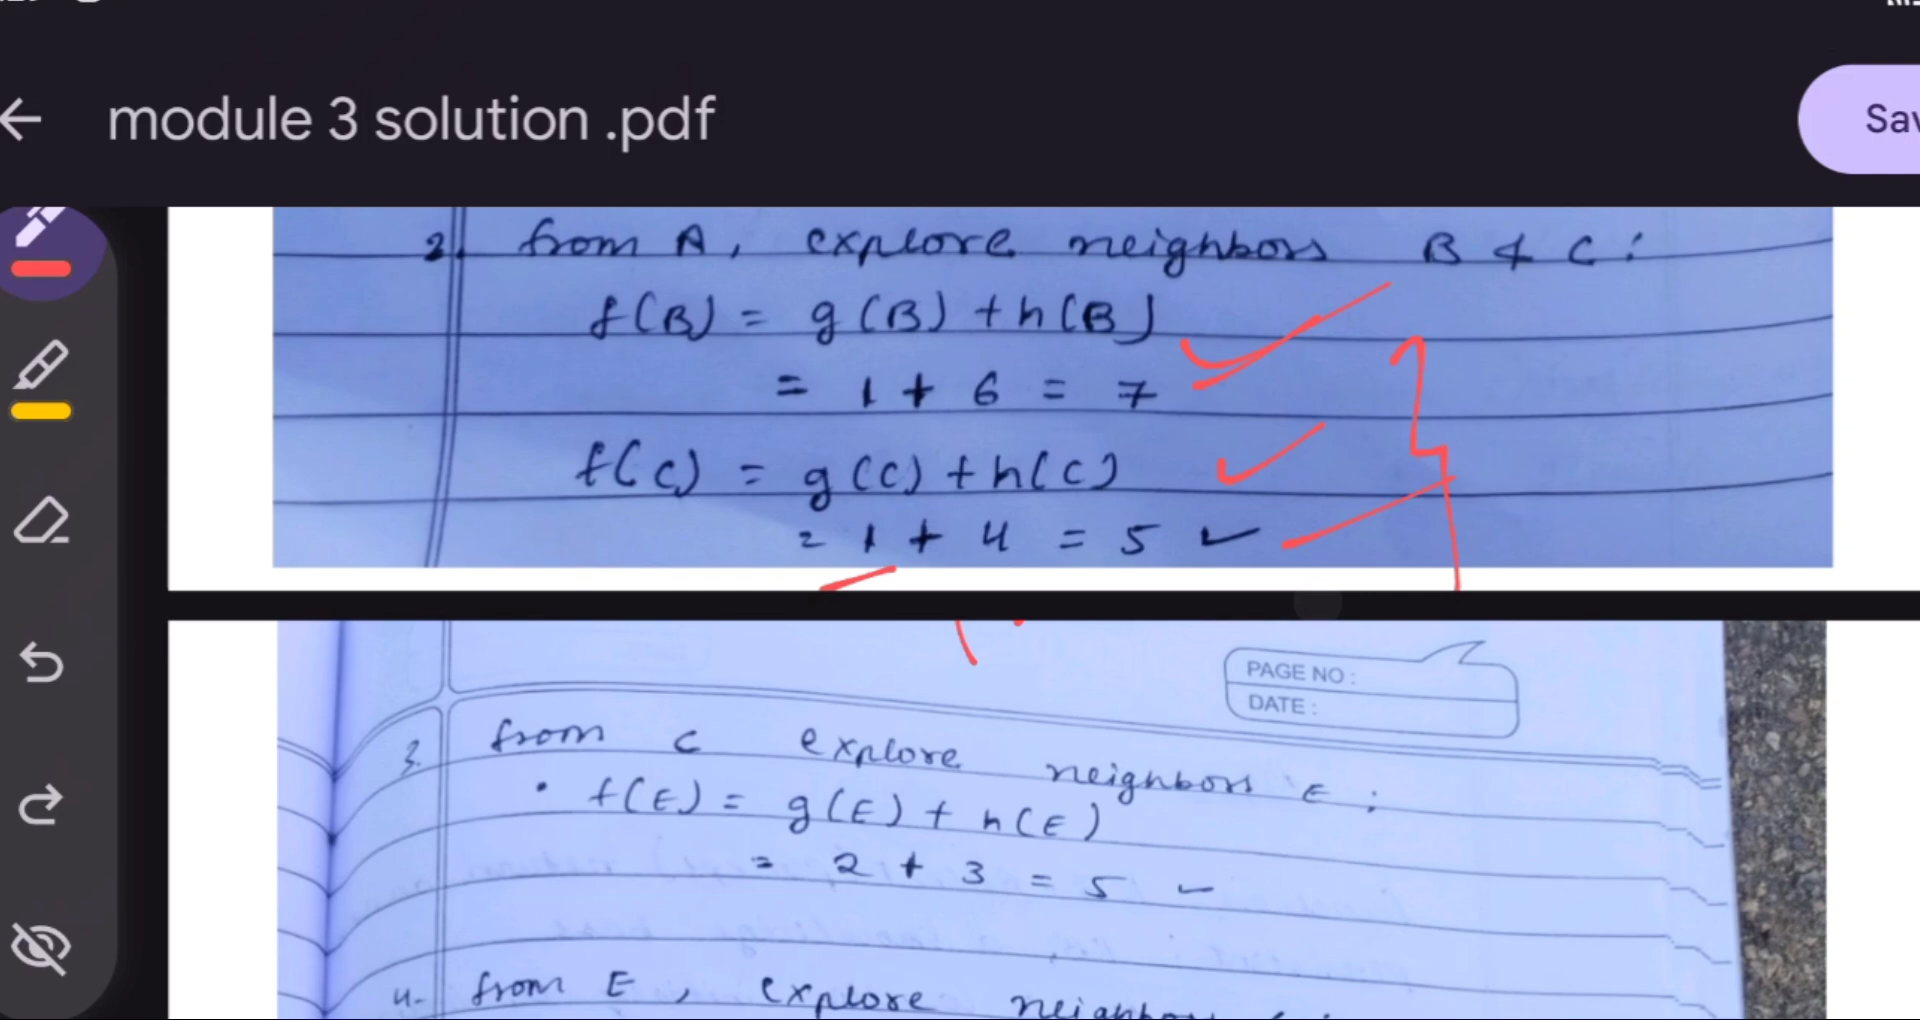 module 3 solution .pdf
Sav
2. from A, explore neighbors B & C:
f(B) = g(B) + h(B)
= 1 + 6 = 7
f(C) = g(C) + h(C)
= 1 + 4 = 5 ✓
PAGE NO :
DATE :
3. from C explore neighbors E :
• f(E) = g(E) + h(E)
= 2 + 3 = 5
4. from E, explore